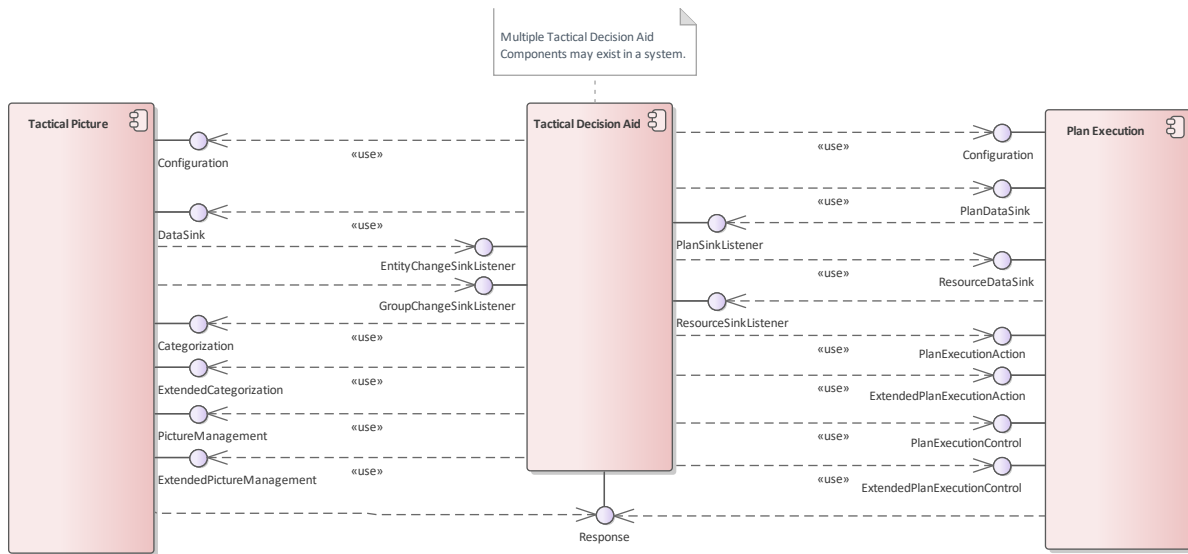 Multiple Tactical Decision Aid
Components may exist in a system.
Tactical Picture
Tactical Decision Aid
Plan Execution
«use»
Configuration
«use»
DataSink
EntityChangeSinkListener
GroupChangeSinkListener
«use»
Categorization
«use»
ExtendedCategorization
«use»
PictureManagement
«use»
ExtendedPictureManagement
«use»
Configuration
«use»
PlanDataSink
PlanSinkListener
«use»
ResourceDataSink
ResourceSinkListener
«use»
PlanExecutionAction
«use»
ExtendedPlanExecutionAction
«use»
PlanExecutionControl
«use»
ExtendedPlanExecutionControl
Response